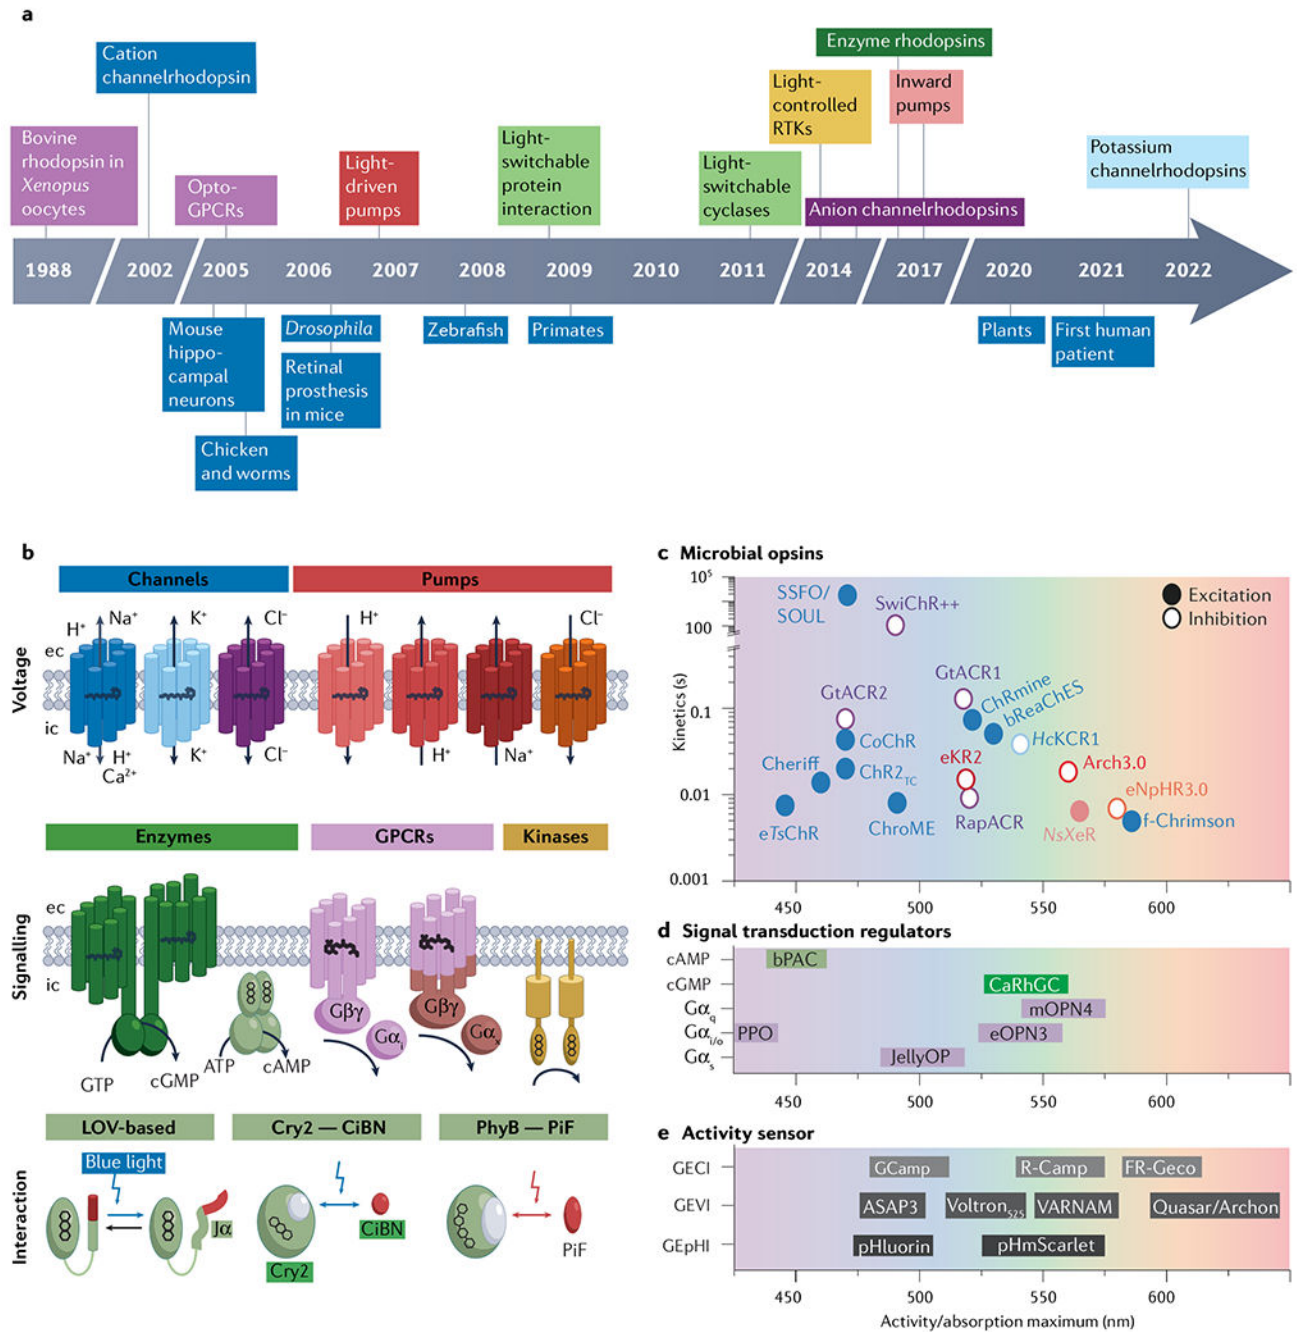 a
Cation
channelrhodopsin
Enzyme rhodopsins
Light-
controlled
RTKs
Inward
pumps
Bovine
rhodopsin in
Xenopus
oocytes
Opto-
GPCRs
Light-
driven
pumps
Light-
switchable
protein
interaction
Light-
switchable
cyclases
Anion channelrhodopsins
Potassium
channelrhodopsins
1988 2002 2005 2006 2007 2008 2009 2010 2011 2014 2017 2020 2021 2022
Mouse
hippo-
campal
neurons
Chicken
and worms
Drosophila
Retinal
prosthesis
in mice
Zebrafish
Primates
Plants
First human
patient
b
Channels Pumps
Voltage
ec
ic
H⁺ Na⁺ K⁺ Cl⁻ H⁺ Cl⁻
Na⁺ H⁺ K⁺ Cl⁻ H⁺ Na⁺
Ca²⁺
Enzymes GPCRs Kinases
Signalling
ec
ic
Gβγ Gβγ
Gαᵢ Gαₛ
GTP cGMP ATP cAMP
LOV-based Cry2 — CiBN PhyB — PiF
Interaction
Blue light
Jα
Cry2
CiBN
PiF
c Microbial opsins
Kinetics (s)
10⁵
100
0.1
0.01
0.001
Excitation
Inhibition
SSFO/
SOUL
SwiChR++
GtACR1
ChRmine
bReaChES
GtACR2
CoChR
HcKCR1
Cheriff
ChR2TC
eKR2
Arch3.0
eNpHR3.0
eTsChR
ChroME
RapACR
NsXeR
f-Chrimson
450 500 550 600
d Signal transduction regulators
cAMP bPAC
cGMP CaRhGC
Gαq mOPN4
Gαi/o PPO eOPN3
Gαs JellyOP
450 500 550 600
e Activity sensor
GECI GCamp R-Camp FR-Geco
GEVI ASAP3 Voltron525 VARNAM Quasar/Archon
GEpHI pHluorin pHmScarlet
450 500 550 600
Activity/absorption maximum (nm)